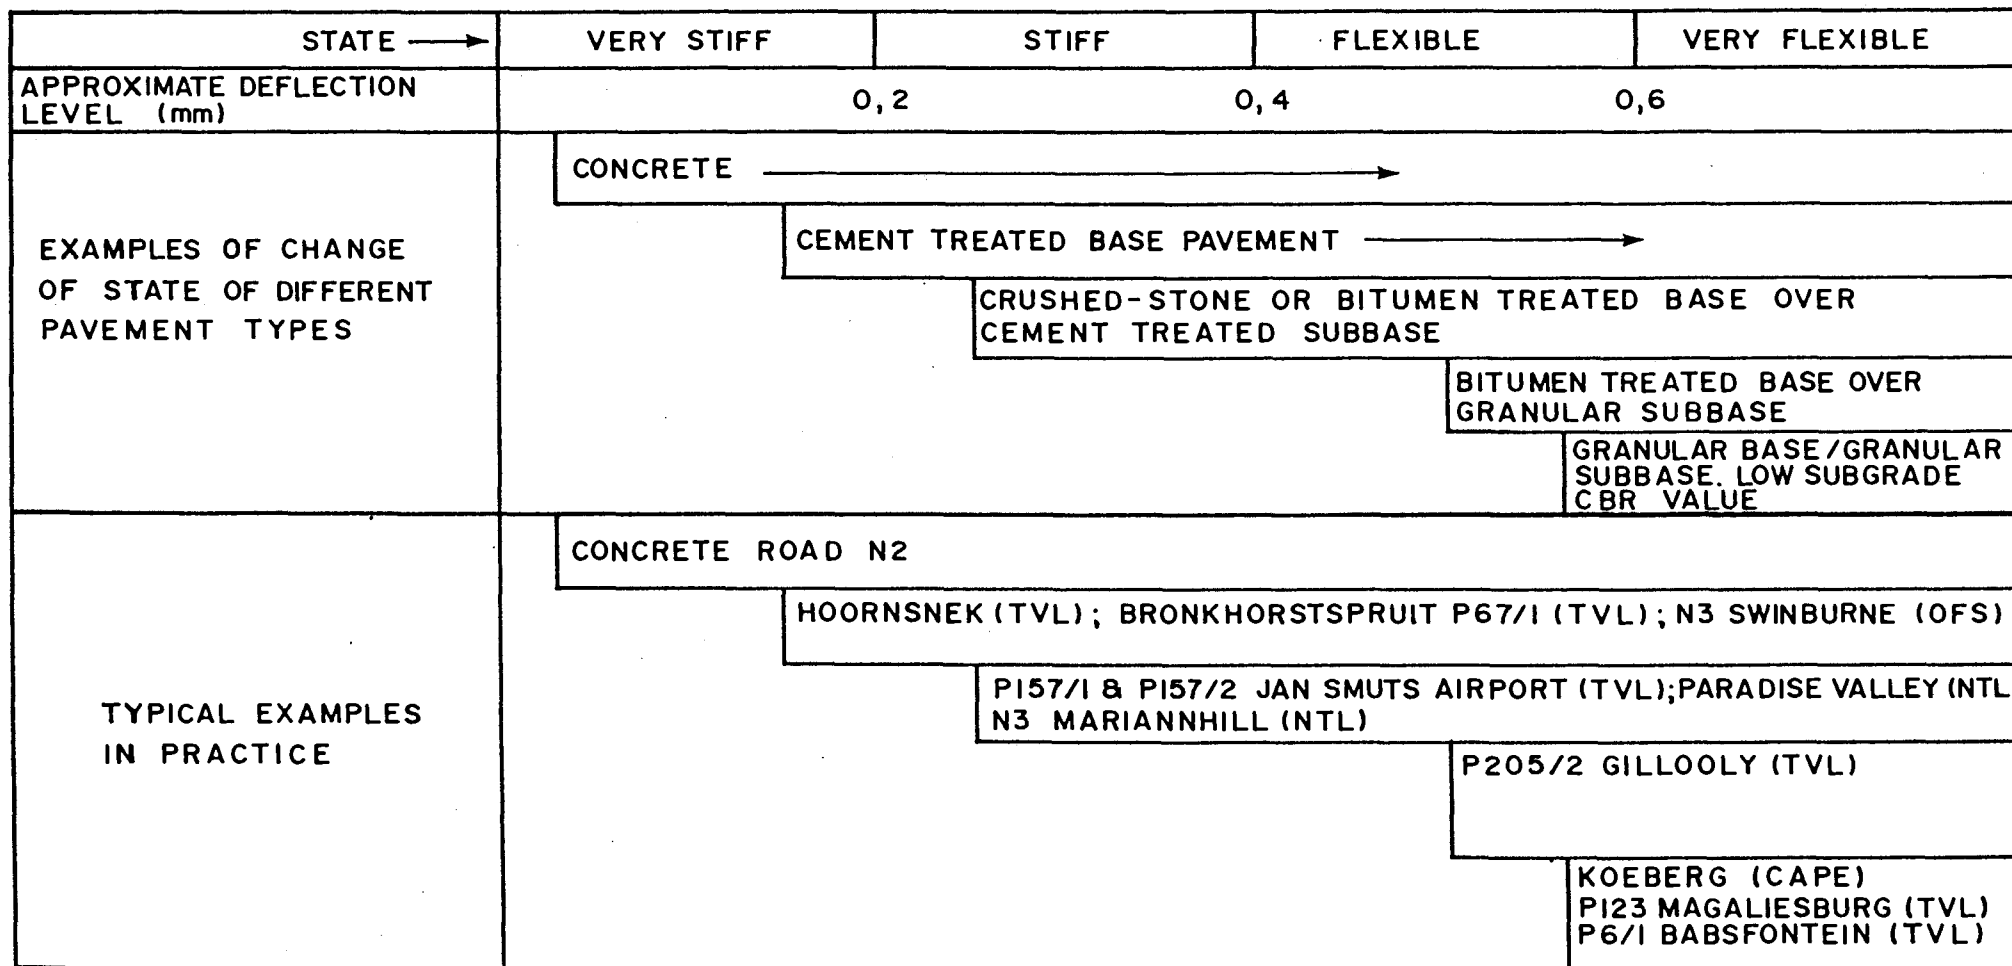 STATE → VERY STIFF STIFF FLEXIBLE VERY FLEXIBLE
APPROXIMATE DEFLECTION
LEVEL (mm)
0,2 0,4 0,6
EXAMPLES OF CHANGE
OF STATE OF DIFFERENT
PAVEMENT TYPES
CONCRETE →
CEMENT TREATED BASE PAVEMENT →
CRUSHED-STONE OR BITUMEN TREATED BASE OVER
CEMENT TREATED SUBBASE
BITUMEN TREATED BASE OVER
GRANULAR SUBBASE
GRANULAR BASE/GRANULAR
SUBBASE. LOW SUBGRADE
CBR VALUE
TYPICAL EXAMPLES
IN PRACTICE
CONCRETE ROAD N2
HOORNSNEK (TVL); BRONKHORSTSPRUIT P67/1 (TVL); N3 SWINBURNE (OFS)
P157/1 & P157/2 JAN SMUTS AIRPORT (TVL);PARADISE VALLEY (NTL
N3 MARIANNHILL (NTL)
P205/2 GILLOOLY (TVL)
KOEBERG (CAPE)
P123 MAGALIESBURG (TVL)
P6/1 BABSFONTEIN (TVL)